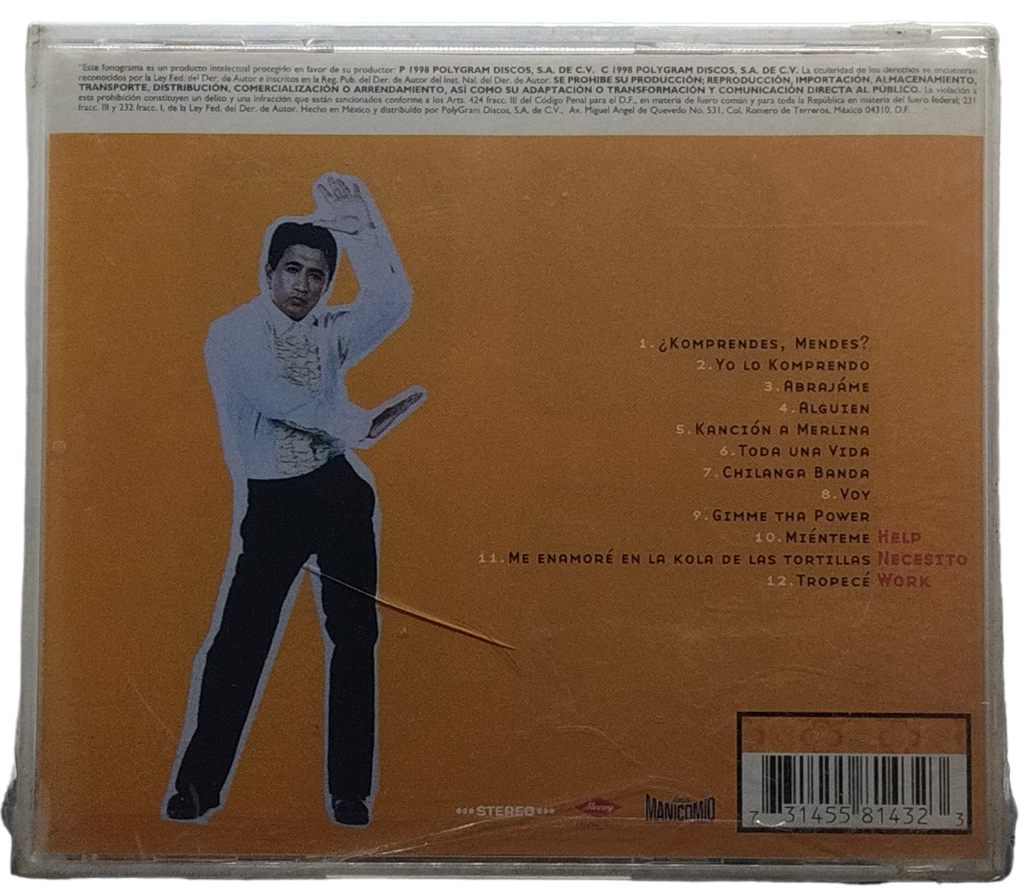 "Este fonograma es un producto intelectual protegido en favor de su productor: P 1998 POLYGRAM DISCOS, S.A. DE C.V. C 1998 POLYGRAM DISCOS, S.A. DE C.V. La titularidad de los derechos se encuentran
reconocidos por la Ley Fed. del Der. de Autor e inscritos en la Reg. Pub. del Der. de Autor del Inst. Nal. del Der. de Autor. SE PROHIBE SU PRODUCCIÓN; REPRODUCCIÓN, IMPORTACIÓN, ALMACENAMIENTO,
TRANSPORTE, DISTRIBUCIÓN, COMERCIALIZACIÓN O ARRENDAMIENTO, ASÍ COMO SU ADAPTACIÓN O TRANSFORMACIÓN Y COMUNICACIÓN DIRECTA AL PÚBLICO. La violación a
esta prohibición constituyen un delito y una infracción que están sancionados conforme a los Arts. 424 fracc. III del Código Penal para el D.F., en materia de fuero común y para toda la República en materia del fuero federal; 231
fracc. III y 232 fracc. I, de la Ley Fed. del Der. de Autor. Hecho en México y distribuido por PolyGram Discos, S.A. de C.V., Av. Miguel Angel de Quevedo No. 531, Col. Romero de Terreros, México 04310, D.F.
1. ¿KOMPRENDES, MENDES?
2. YO LO KOMPRENDO
3. ABRAJÁME
4. ALGUIEN
5. KANCIÓN A MERLINA
6. TODA UNA VIDA
7. CHILANGA BANDA
8. VOY
9. GIMME THA POWER
10. MIÉNTEME HELP
11. ME ENAMORÉ EN LA KOLA DE LAS TORTILLAS NECESITO
12. TROPECÉ WORK
STEREO Mercury MANICOMIO
7 31455 81432 3